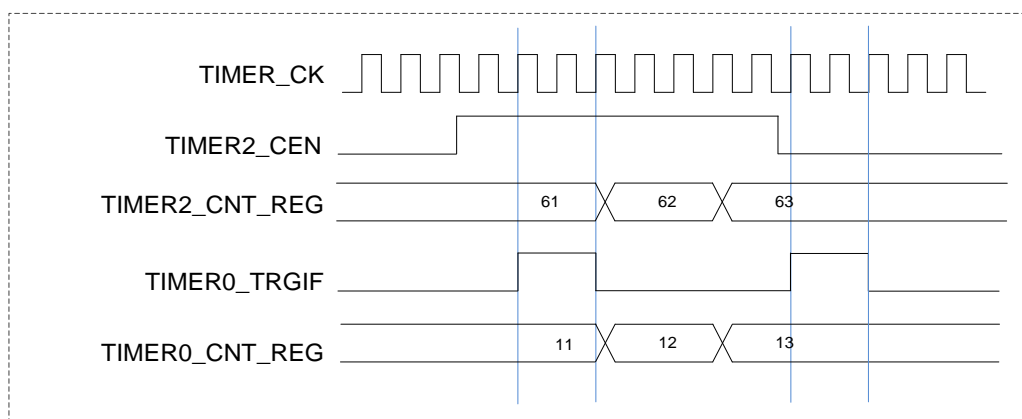 TIMER_CK
TIMER2_CEN
TIMER2_CNT_REG 61 62 63
TIMER0_TRGIF
TIMER0_CNT_REG 11 12 13